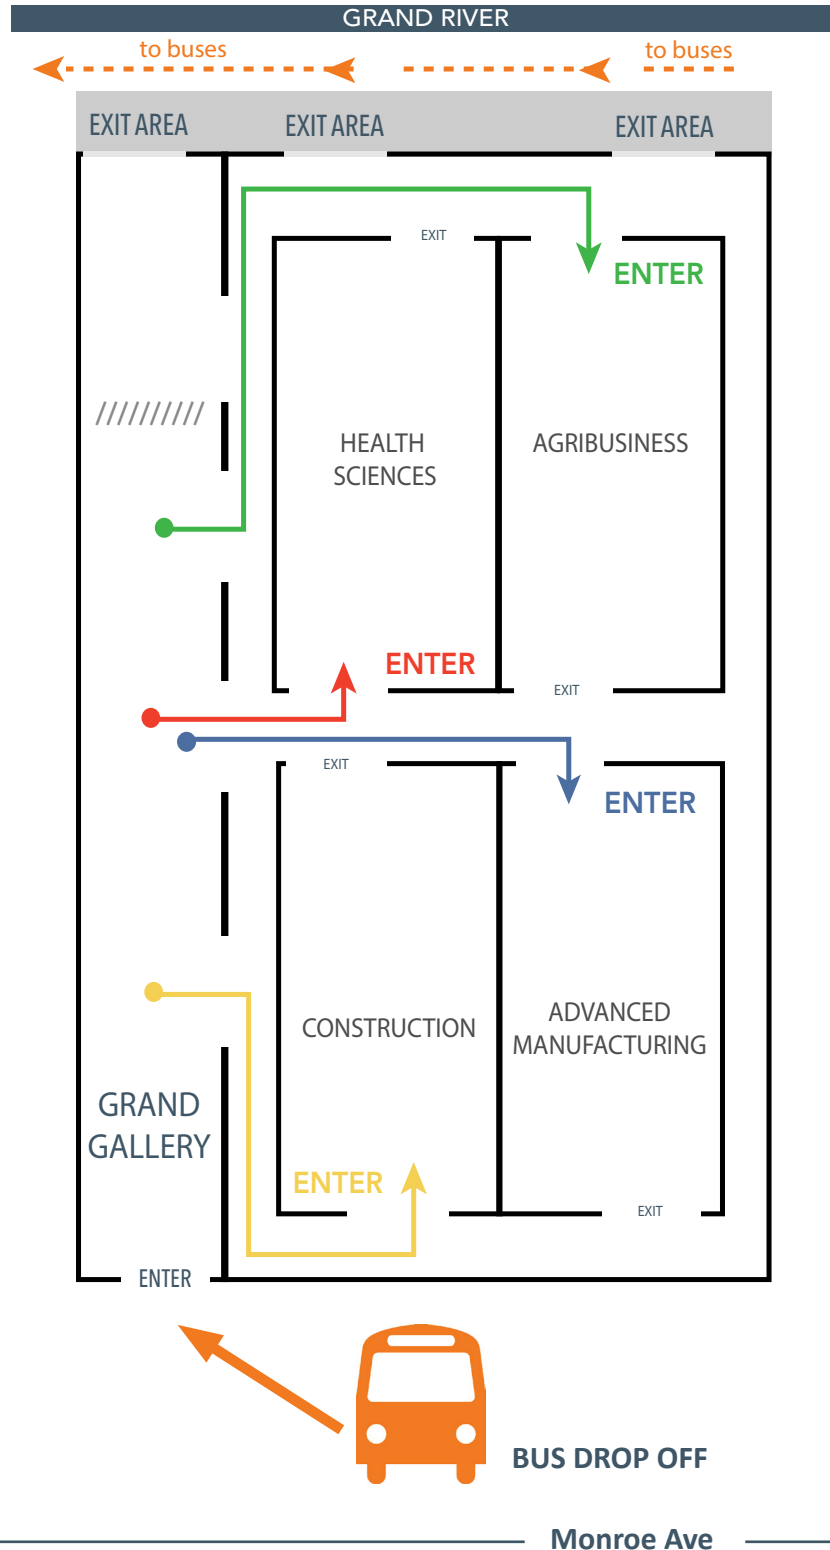 GRAND RIVER
to buses
to buses
EXIT AREA
EXIT AREA
EXIT AREA
EXIT
ENTER
HEALTH
SCIENCES
AGRIBUSINESS
ENTER
EXIT
EXIT
ENTER
CONSTRUCTION
ADVANCED
MANUFACTURING
GRAND
GALLERY
ENTER
EXIT
ENTER
BUS DROP OFF
Monroe Ave